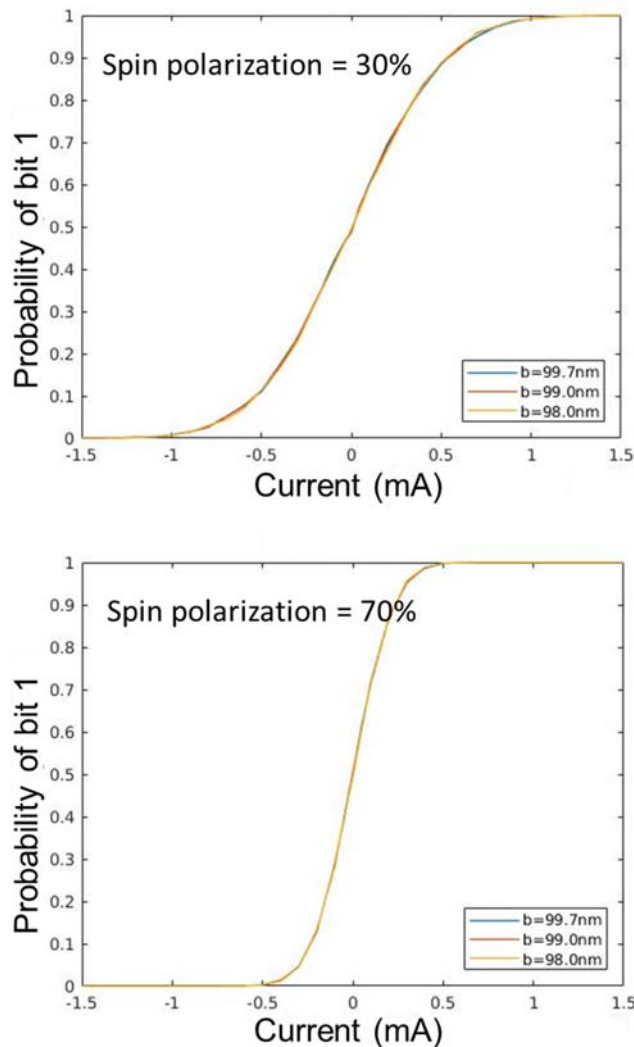 1
0.9
Spin polarization = 30%
0.8
0.7
0.6
0.5
0.4
0.3
0.2
0.1
0
Probability of bit 1
b=99.7nm
b=99.0nm
b=98.0nm
-1.5 -1 -0.5 0 0.5 1 1.5
Current (mA)
1
0.9
Spin polarization = 70%
0.8
0.7
0.6
0.5
0.4
0.3
0.2
0.1
0
Probability of bit 1
b=99.7nm
b=99.0nm
b=98.0nm
-1.5 -1 -0.5 0 0.5 1 1.5
Current (mA)